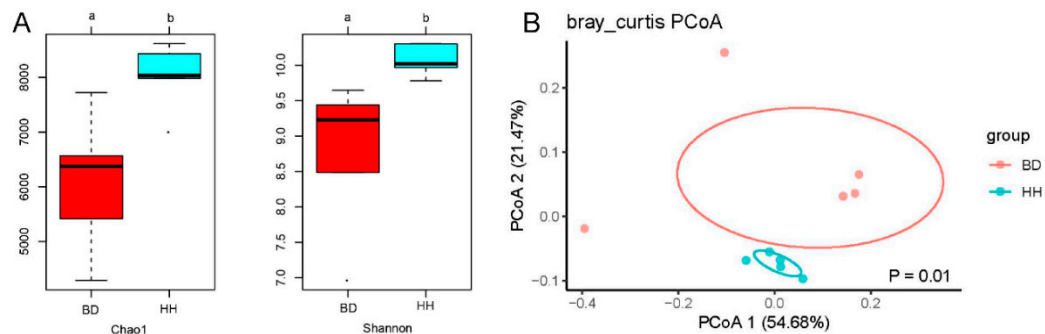 A
a b
8000
7000
6000
5000
BD HH
Chao1
a b
10.0
9.5
9.0
8.5
8.0
7.5
7.0
BD HH
Shannon
B
bray_curtis PCoA
PCoA 2 (21.47%)
0.2
0.1
0.0
−0.1
−0.4 −0.2 0.0 0.2
PCoA 1 (54.68%)
P = 0.01
group
BD
HH